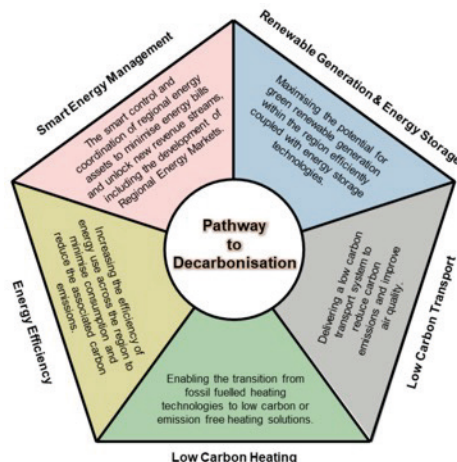 Smart Energy Management
The smart control and
coordination of regional energy
assets to minimise energy bills
and unlock new revenue streams,
including the development of
Regional Energy Markets.
Renewable Generation & Energy Storage
Maximising the potential for
green renewable generation
within the region efficiently
coupled with energy storage
technologies.
Pathway
to
Decarbonisation
Energy Efficiency
Increasing the efficiency of
energy use across the region to
minimise consumption and
reduce the associated carbon
emissions.
Delivering a low carbon
transport system to
reduce carbon
emissions and improve
air quality.
Low Carbon Transport
Enabling the transition from
fossil fuelled heating
technologies to low carbon or
emission free heating solutions.
Low Carbon Heating